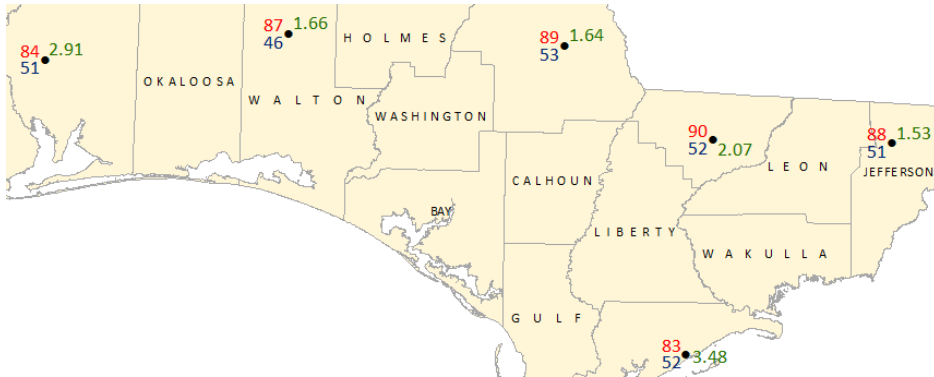 84 2.91
51
87 1.66
46
HOLMES
89 1.64
53
OKALOOSA
WALTON
WASHINGTON
90
52 2.07
88 1.53
51
LEON
JEFFERSON
CALHOUN
BAY
LIBERTY
WAKULLA
GULF
83
52 3.48